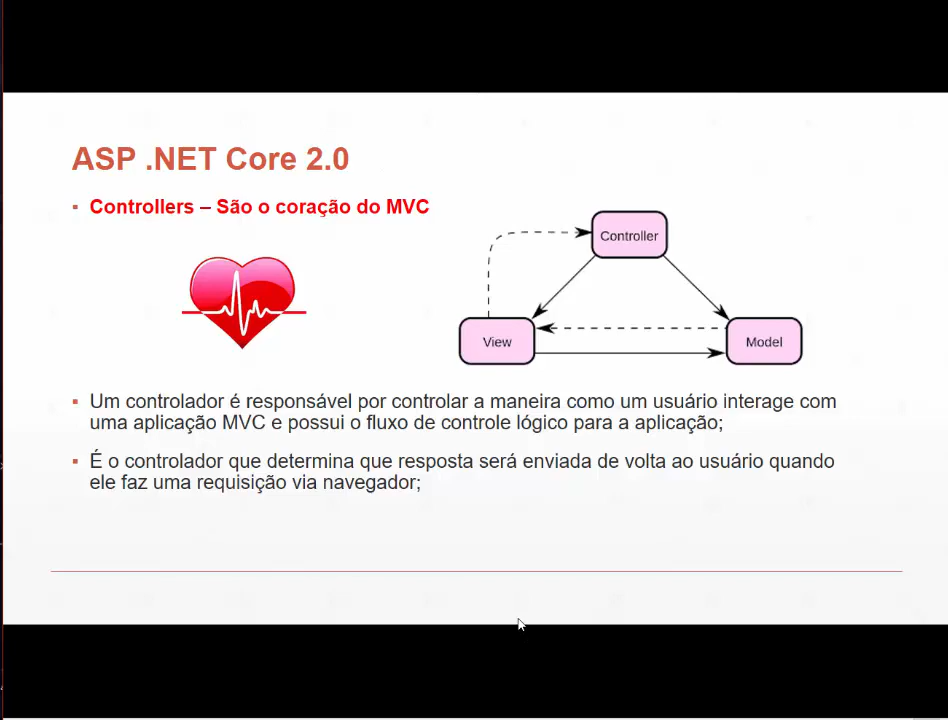 ASP .NET Core 2.0
▪ Controllers – São o coração do MVC
Controller
View
Model
▪ Um controlador é responsável por controlar a maneira como um usuário interage com
uma aplicação MVC e possui o fluxo de controle lógico para a aplicação;
▪ É o controlador que determina que resposta será enviada de volta ao usuário quando
ele faz uma requisição via navegador;